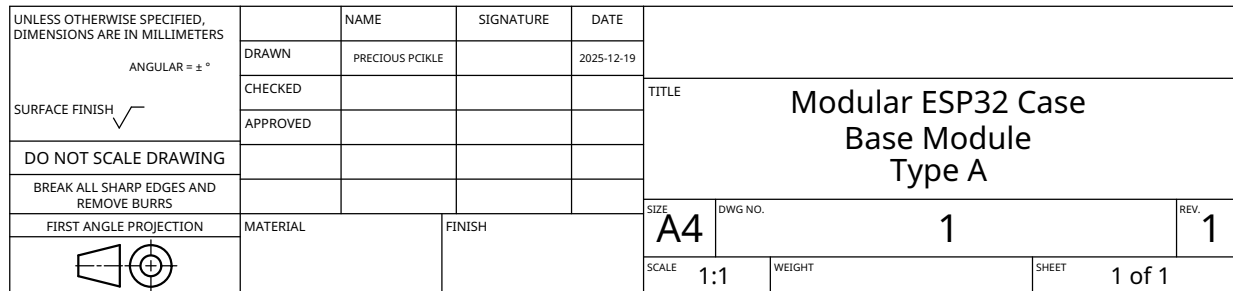 UNLESS OTHERWISE SPECIFIED,
DIMENSIONS ARE IN MILLIMETERS
ANGULAR = ± °
SURFACE FINISH
DO NOT SCALE DRAWING
BREAK ALL SHARP EDGES AND
REMOVE BURRS
FIRST ANGLE PROJECTION
NAME SIGNATURE DATE
DRAWN PRECIOUS PCIKLE 2025-12-19
CHECKED
APPROVED
MATERIAL FINISH
TITLE
Modular ESP32 Case
Base Module
Type A
SIZE A4 DWG NO. 1 REV. 1
SCALE 1:1 WEIGHT SHEET 1 of 1